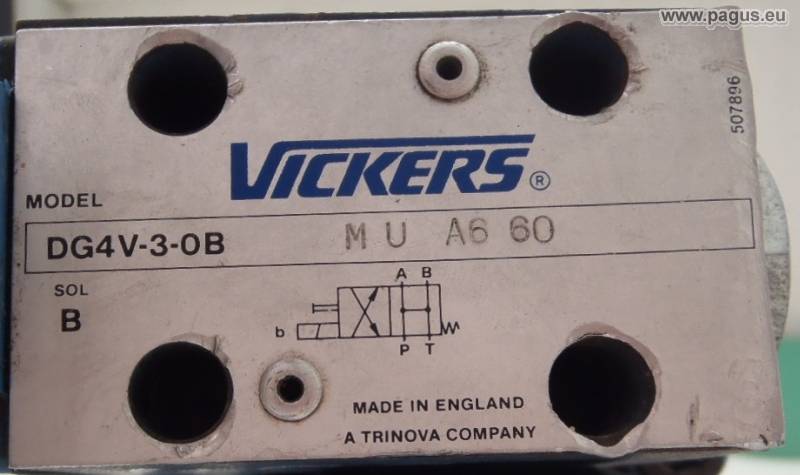 www.pagus.eu
507896
VICKERS®
MODEL
DG4V-3-0B M U A6 60
SOL
B
A B
b
P T
MADE IN ENGLAND
A TRINOVA COMPANY